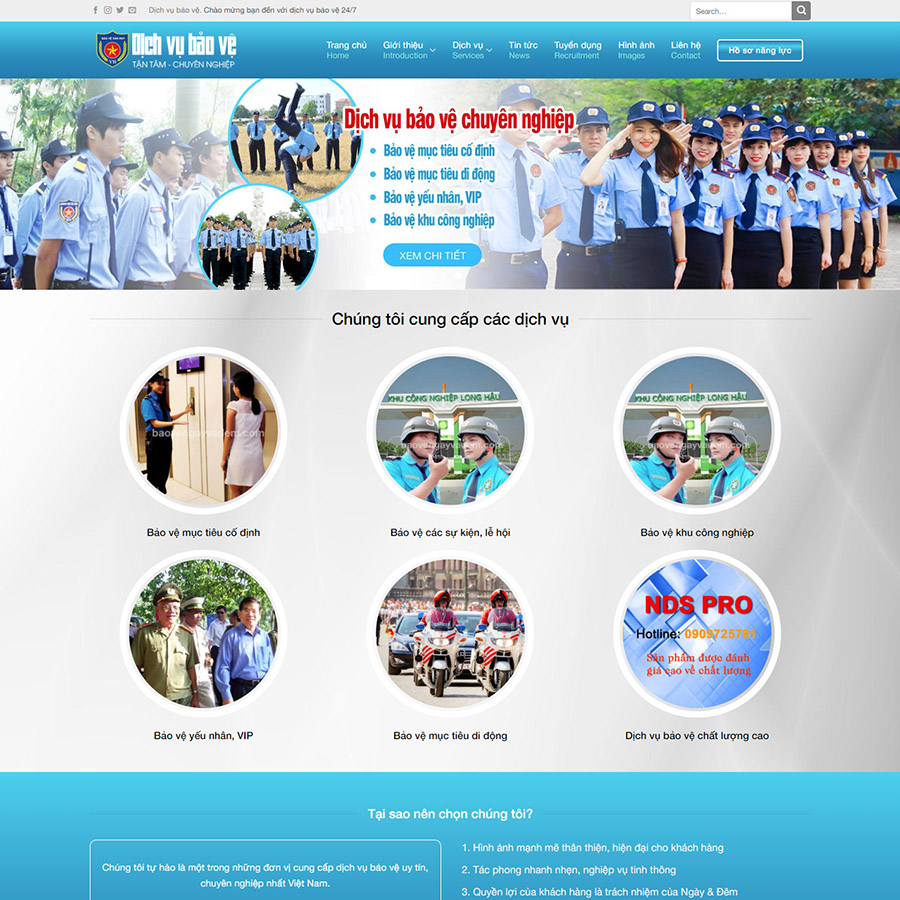 Dịch vụ bảo vệ. Chào mừng bạn đến với dịch vụ bảo vệ 24/7
Search...
Dịch vụ bảo vệ
TẬN TÂM - CHUYÊN NGHIỆP
Trang chủ
Home
Giới thiệu
Introduction
Dịch vụ
Services
Tin tức
News
Tuyển dụng
Recruitment
Hình ảnh
Images
Liên hệ
Contact
Hồ sơ năng lực
Dịch vụ bảo vệ chuyên nghiệp
Bảo vệ mục tiêu cố định
Bảo vệ mục tiêu di động
Bảo vệ yếu nhân, VIP
Bảo vệ khu công nghiệp
XEM CHI TIẾT
Chúng tôi cung cấp các dịch vụ
baovengayvadem.com
KHU CÔNG NGHIỆP LONG HẬU
baovengayvadem.com
KHU CÔNG NGHIỆP LONG HẬU
baovengayvadem.com
Bảo vệ mục tiêu cố định
Bảo vệ các sự kiện, lễ hội
Bảo vệ khu công nghiệp
NDS PRO
Hotline: 0909725781
Sản phẩm được đánh
giá cao về chất lượng
Bảo vệ yếu nhân, VIP
Bảo vệ mục tiêu di động
Dịch vụ bảo vệ chất lượng cao
Tại sao nên chọn chúng tôi?
Chúng tôi tự hào là một trong những đơn vị cung cấp dịch vụ bảo vệ uy tín,
chuyên nghiệp nhất Việt Nam.
1. Hình ảnh mạnh mẽ thân thiện, hiện đại cho khách hàng
2. Tác phong nhanh nhẹn, nghiệp vụ tinh thông
3. Quyền lợi của khách hàng là trách nhiệm của Ngày & Đêm